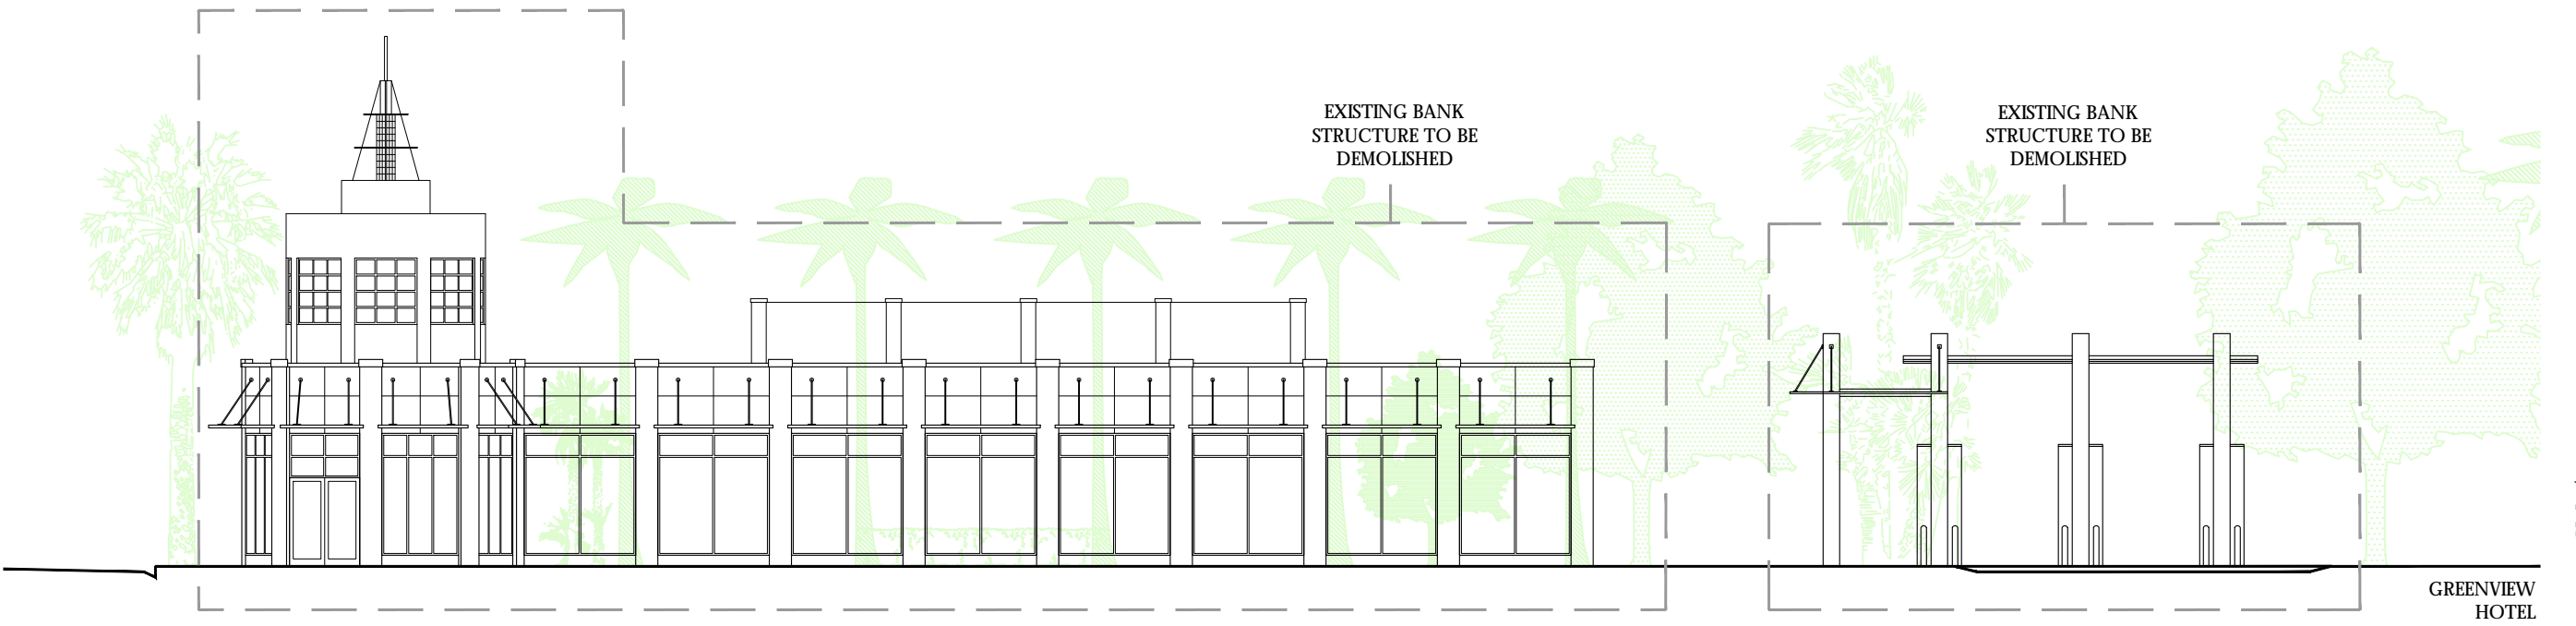 EXISTING BANK
STRUCTURE TO BE
DEMOLISHED
EXISTING BANK
STRUCTURE TO BE
DEMOLISHED
GREENVIEW
HOTEL